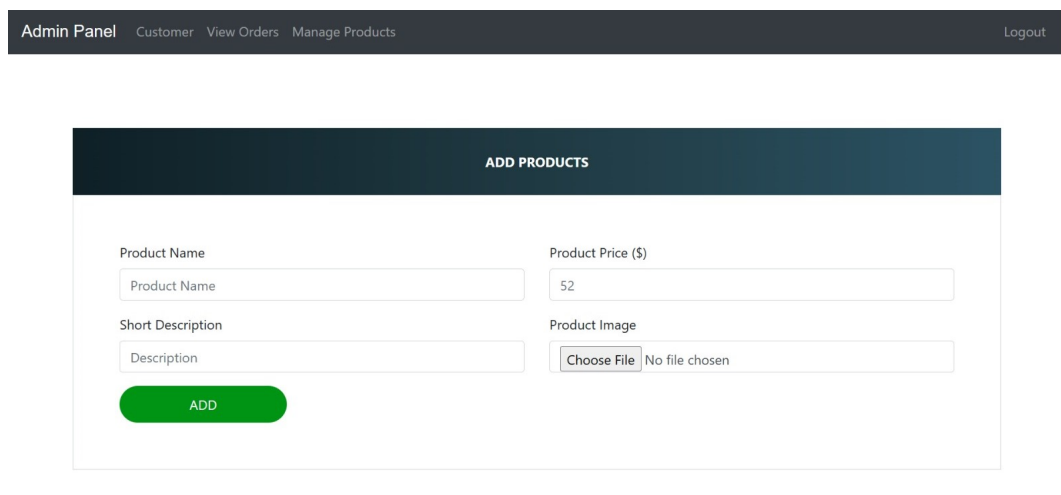 Admin Panel Customer View Orders Manage Products Logout
ADD PRODUCTS
Product Name Product Price ($)
Product Name 52
Short Description Product Image
Description Choose File No file chosen
ADD